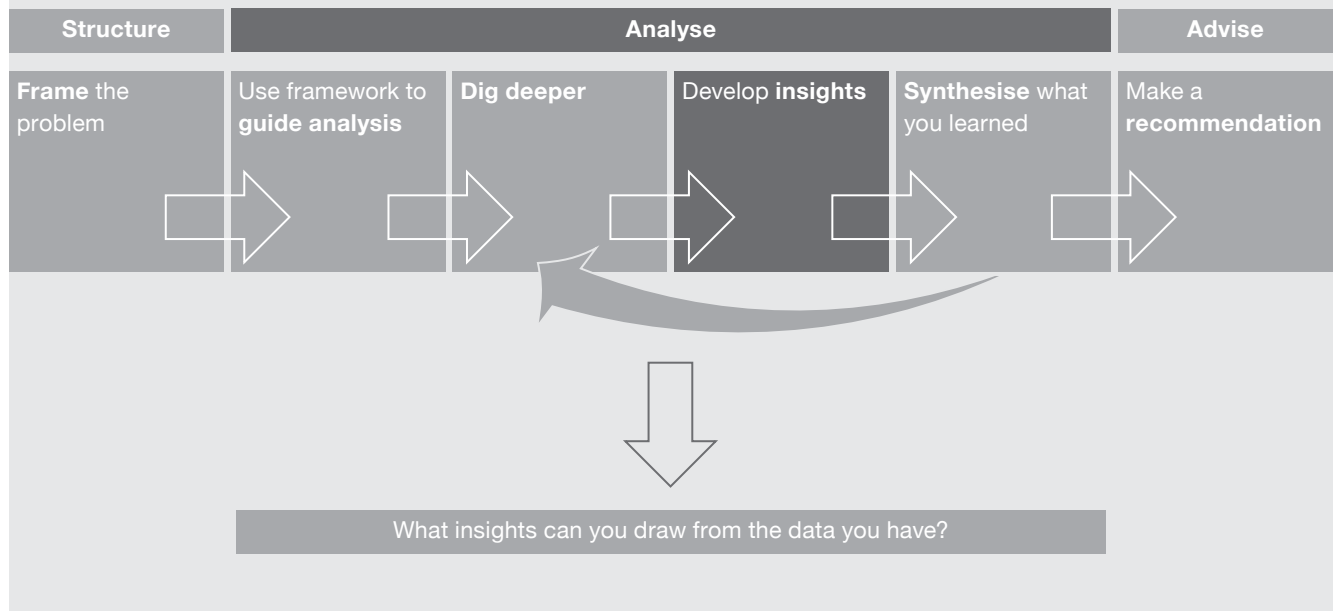 Structure
Analyse
Advise
Frame the
problem
Use framework to
guide analysis
Dig deeper
Develop insights
Synthesise what
you learned
Make a
recommendation
What insights can you draw from the data you have?